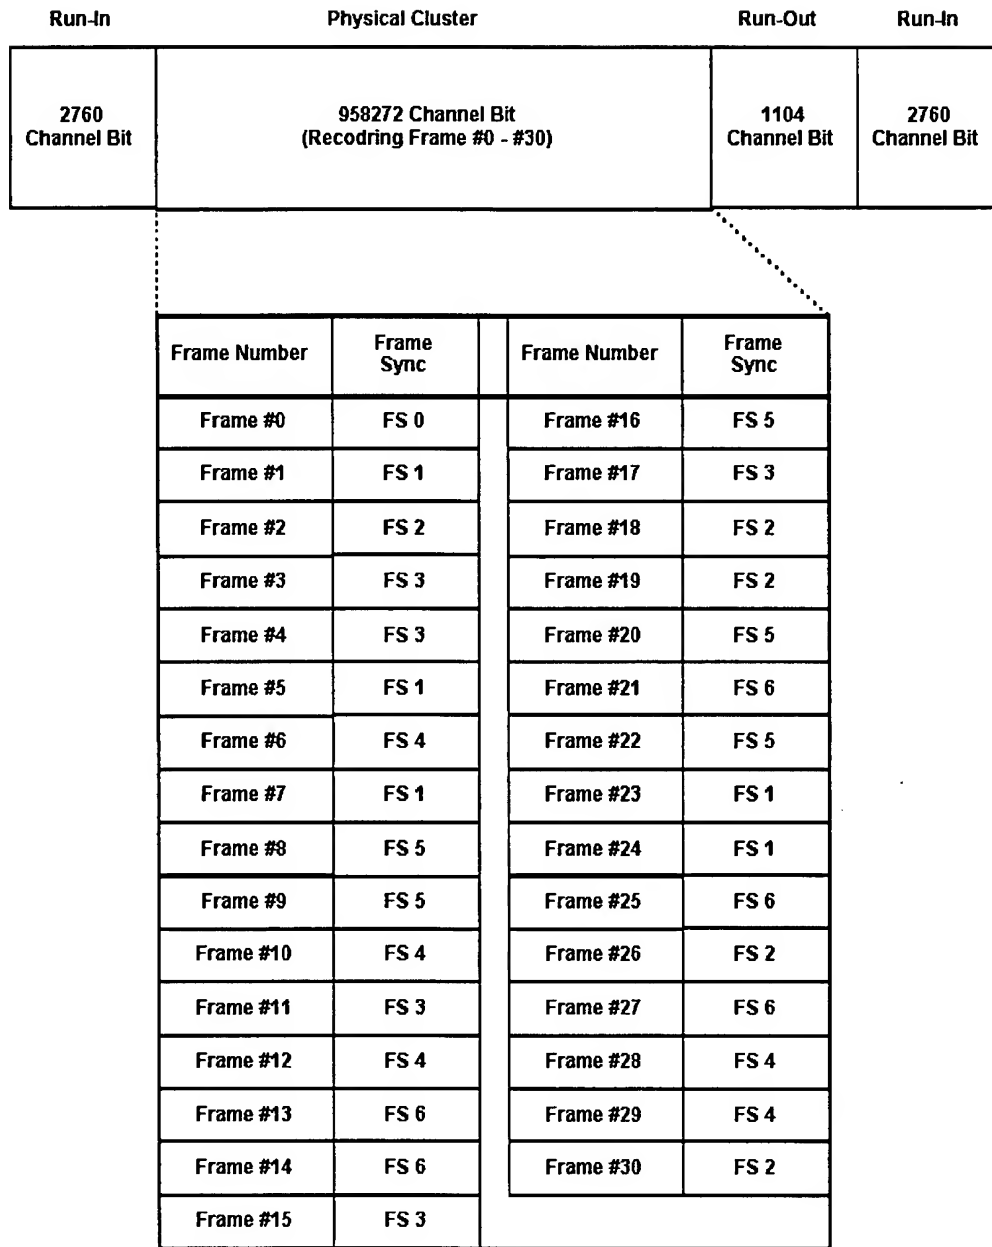 Run-In Physical Cluster Run-Out Run-In
2760
Channel Bit
958272 Channel Bit
(Recodring Frame #0 - #30)
1104
Channel Bit
2760
Channel Bit
Frame Number Frame Sync Frame Number Frame Sync
Frame #0 FS 0 Frame #16 FS 5
Frame #1 FS 1 Frame #17 FS 3
Frame #2 FS 2 Frame #18 FS 2
Frame #3 FS 3 Frame #19 FS 2
Frame #4 FS 3 Frame #20 FS 5
Frame #5 FS 1 Frame #21 FS 6
Frame #6 FS 4 Frame #22 FS 5
Frame #7 FS 1 Frame #23 FS 1
Frame #8 FS 5 Frame #24 FS 1
Frame #9 FS 5 Frame #25 FS 6
Frame #10 FS 4 Frame #26 FS 2
Frame #11 FS 3 Frame #27 FS 6
Frame #12 FS 4 Frame #28 FS 4
Frame #13 FS 6 Frame #29 FS 4
Frame #14 FS 6 Frame #30 FS 2
Frame #15 FS 3